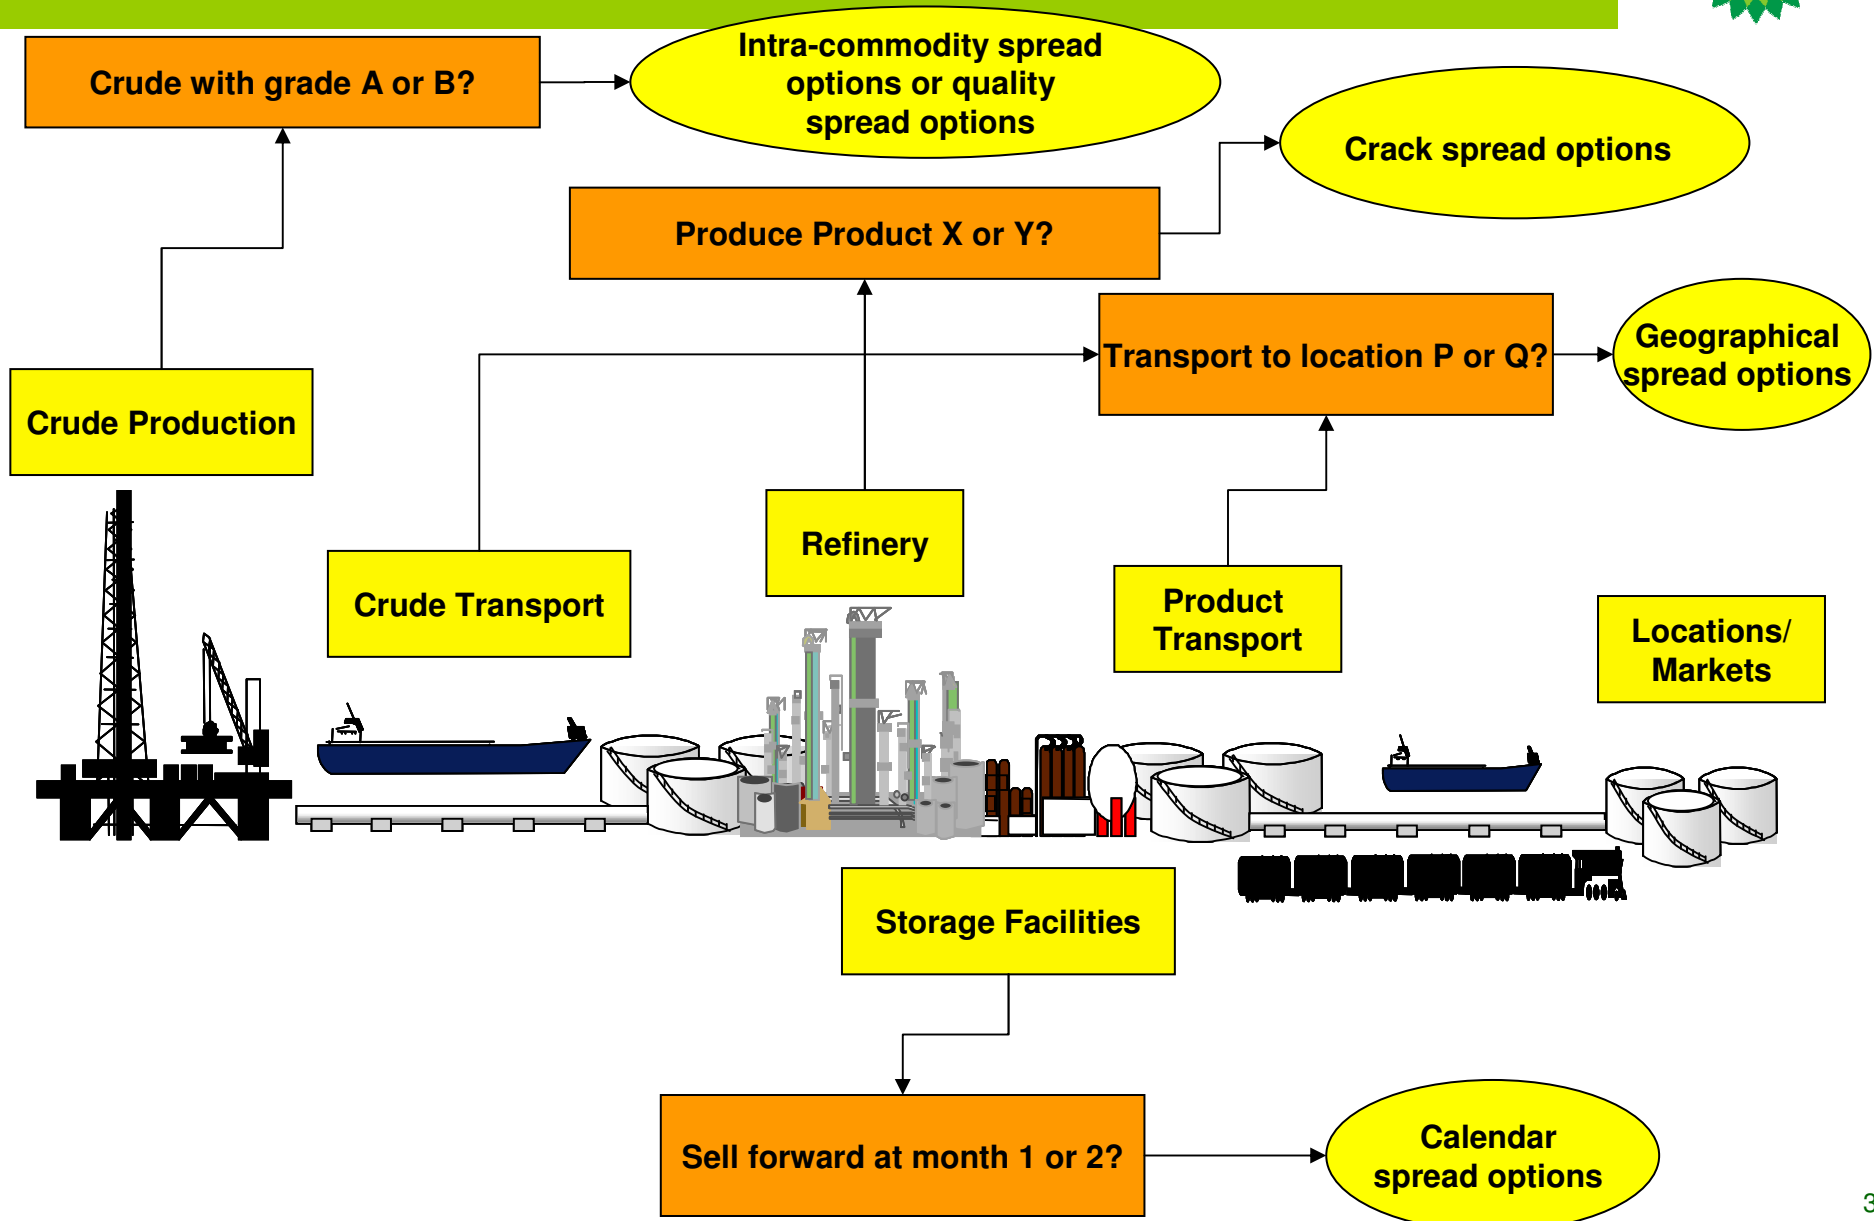 Crude with grade A or B?
Intra-commodity spread
options or quality
spread options
Crack spread options
Produce Product X or Y?
Transport to location P or Q?
Geographical
spread options
Crude Production
Refinery
Crude Transport
Product
Transport
Locations/
Markets
Storage Facilities
Sell forward at month 1 or 2?
Calendar
spread options
3